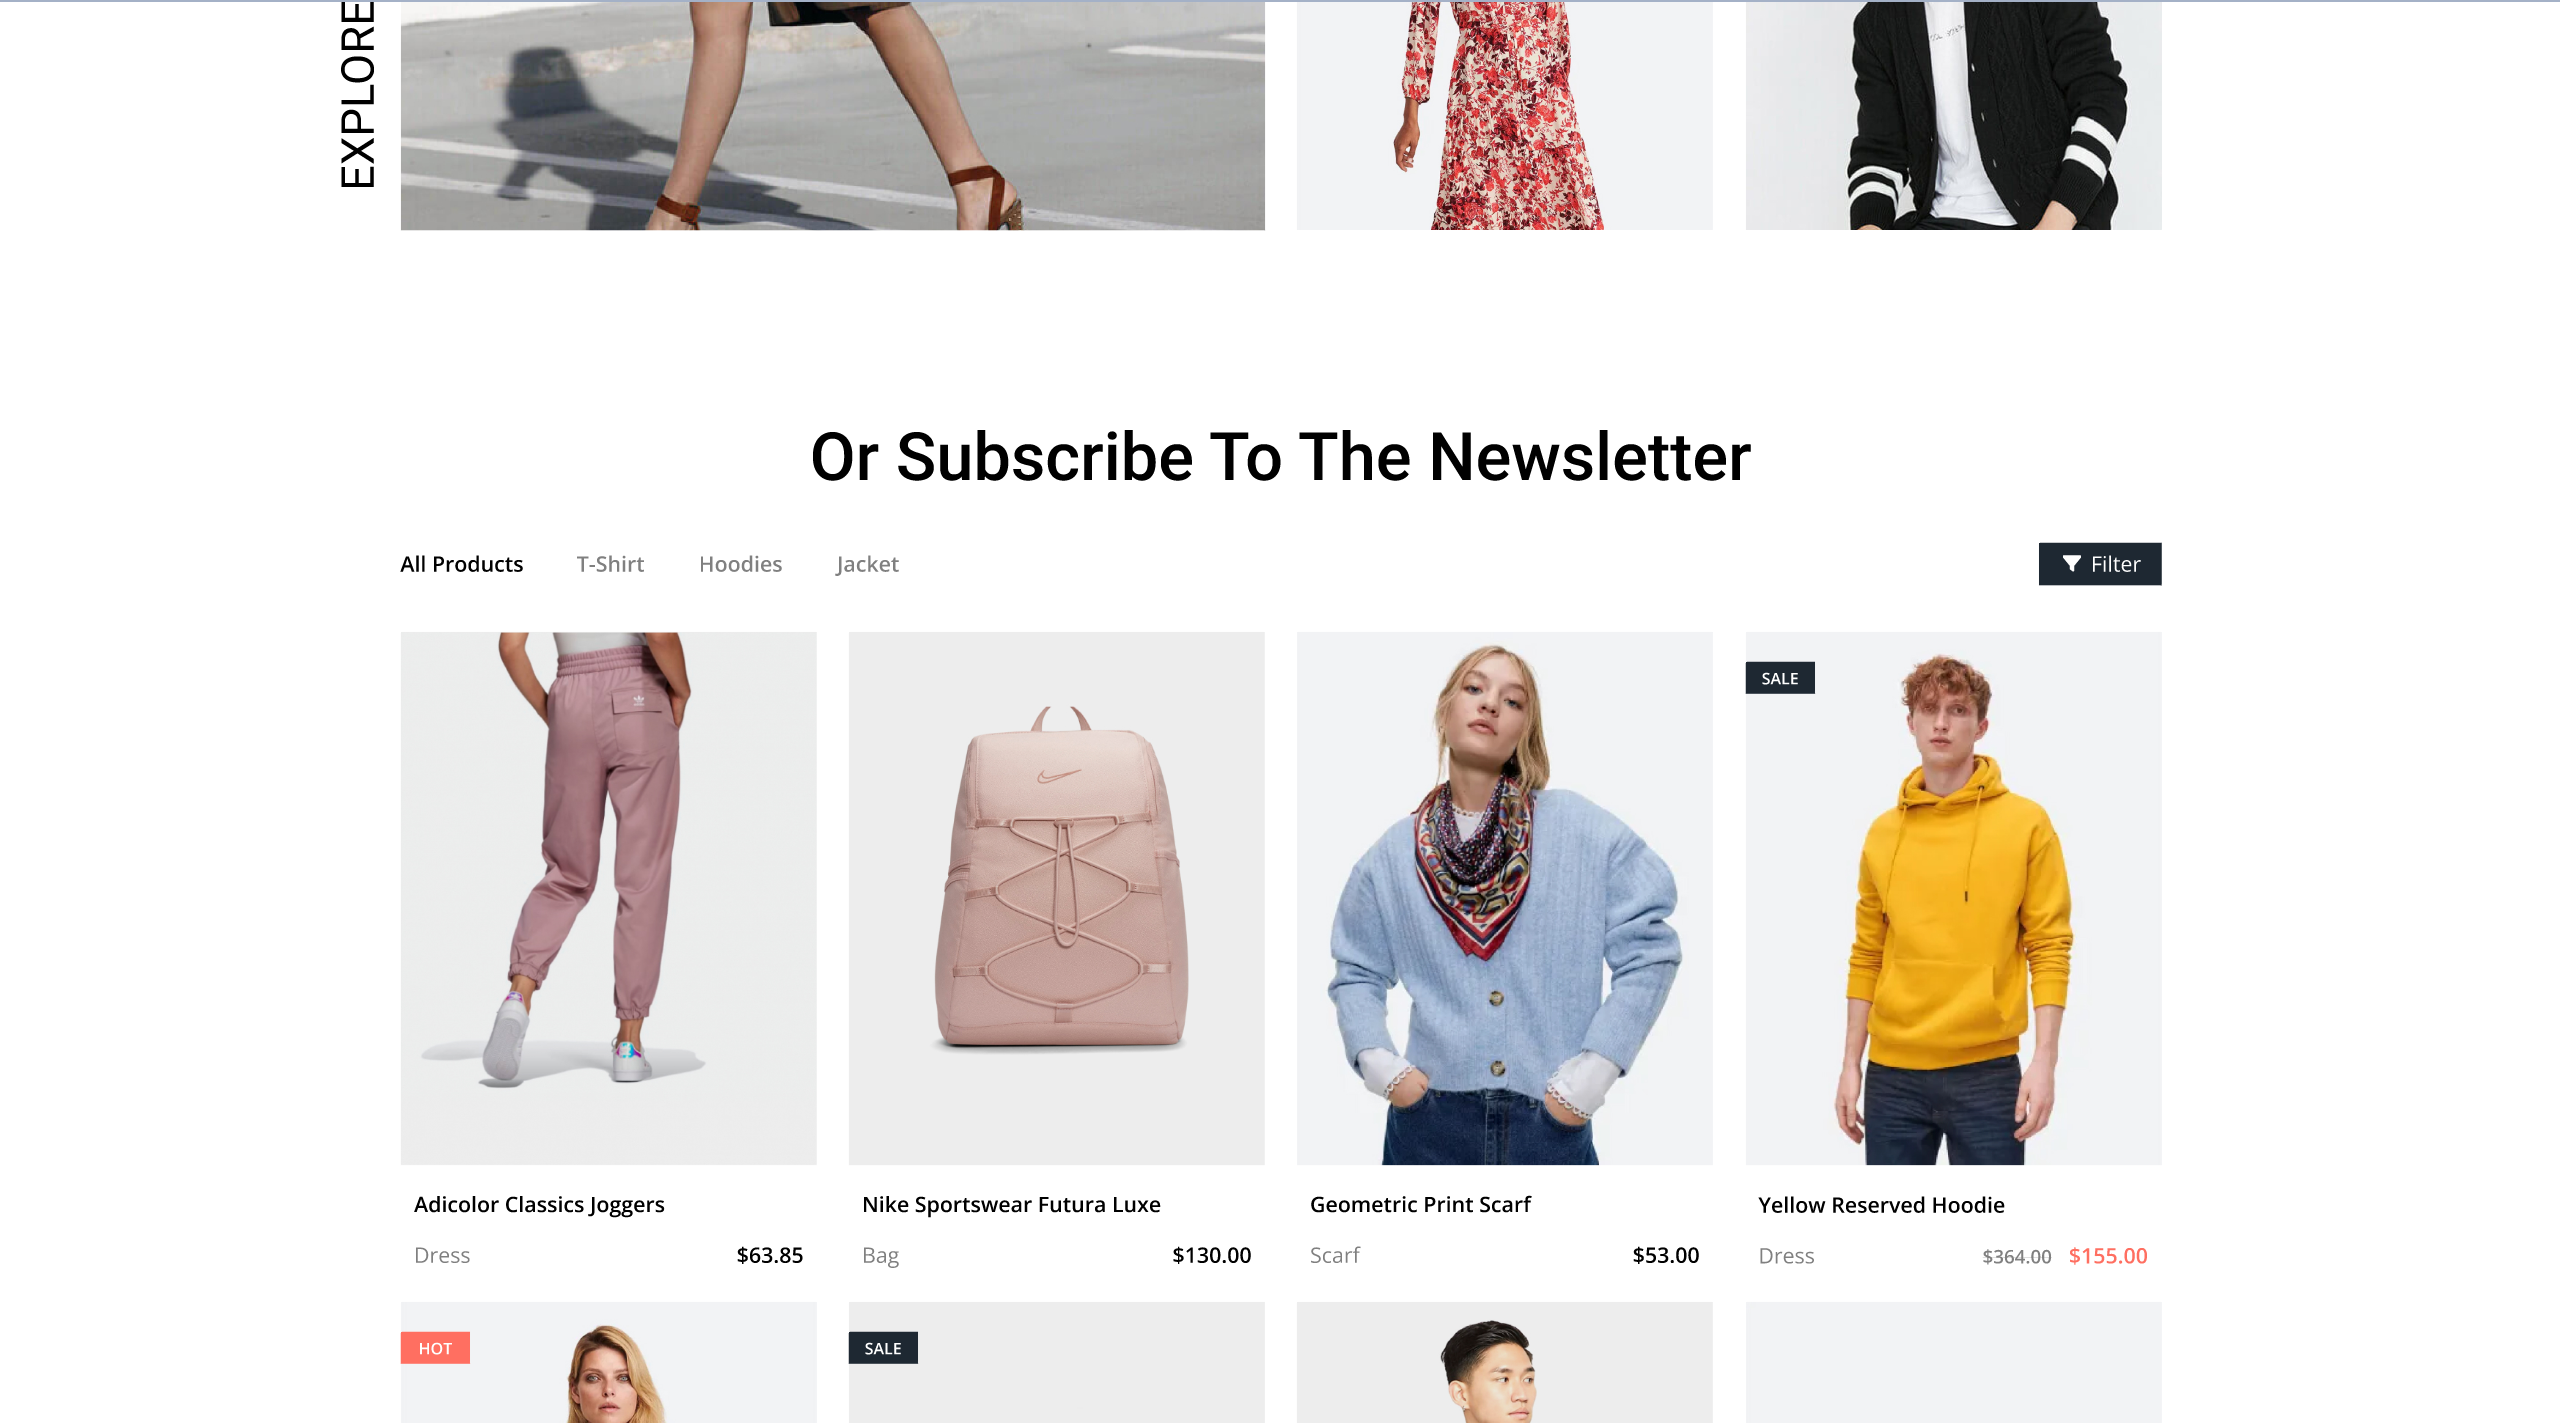 EXPLORE
Or Subscribe To The Newsletter
All Products
T-Shirt
Hoodies
Jacket
Filter
SALE
Adicolor Classics Joggers
Dress
$63.85
Nike Sportswear Futura Luxe
Bag
$130.00
Geometric Print Scarf
Scarf
$53.00
Yellow Reserved Hoodie
Dress
$364.00 $155.00
HOT
SALE